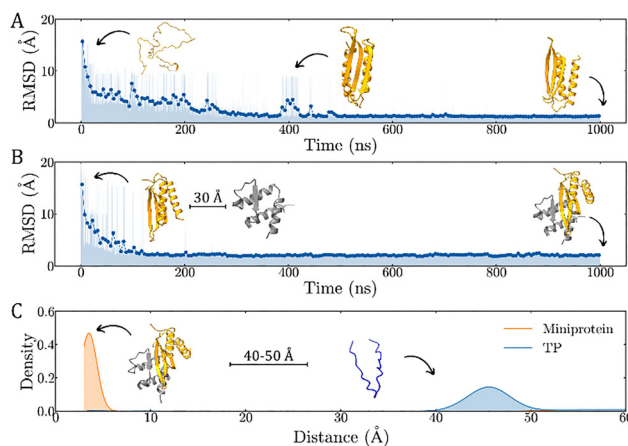 A
RMSD (Å)
20
10
0
0
200
400
600
800
1000
Time (ns)
B
RMSD (Å)
20
10
0
30 Å
0
200
400
600
800
1000
Time (ns)
C
Density
0.6
0.4
0.2
0.0
40-50 Å
Miniprotein
TP
0
10
20
30
40
50
60
Distance (Å)